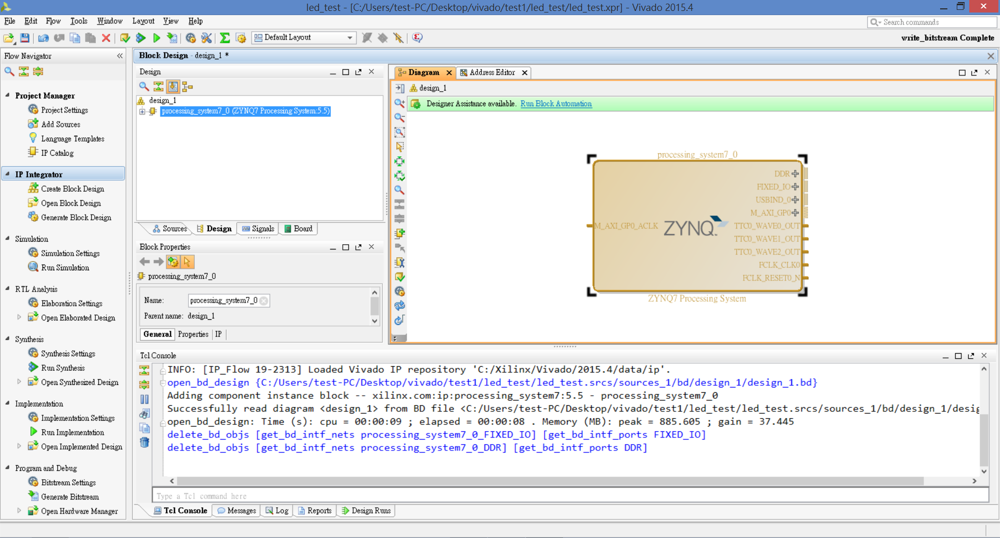 led_test - [C:/Users/test-PC/Desktop/vivado/test1/led_test/led_test.xpr] - Vivado 2015.4
File Edit Flow Tools Window Layout View Help
Search commands
Default Layout
write_bitstream Complete
Flow Navigator
Project Manager
Project Settings
Add Sources
Language Templates
IP Catalog
IP Integrator
Create Block Design
Open Block Design
Generate Block Design
Simulation
Simulation Settings
Run Simulation
RTL Analysis
Elaboration Settings
Open Elaborated Design
Synthesis
Synthesis Settings
Run Synthesis
Open Synthesized Design
Implementation
Implementation Settings
Run Implementation
Open Implemented Design
Program and Debug
Bitstream Settings
Generate Bitstream
Open Hardware Manager
Block Design - design_1 *
Design
design_1
processing_system7_0 (ZYNQ7 Processing System:5.5)
Sources Design Signals Board
Block Properties
processing_system7_0
Name: processing_system7_0
Parent name: design_1
General Properties IP
Diagram Address Editor
design_1
Designer Assistance available. Run Block Automation
processing_system7_0
DDR
FIXED_IO
USBIND_0
M_AXI_GP0
M_AXI_GP0_ACLK ZYNQ TTC0_WAVE0_OUT
TTC0_WAVE1_OUT
TTC0_WAVE2_OUT
FCLK_CLK0
FCLK_RESET0_N
ZYNQ7 Processing System
Tcl Console
INFO: [IP_Flow 19-2313] Loaded Vivado IP repository 'C:/Xilinx/Vivado/2015.4/data/ip'.
open_bd_design {C:/Users/test-PC/Desktop/vivado/test1/led_test/led_test.srcs/sources_1/bd/design_1/design_1.bd}
Adding component instance block -- xilinx.com:ip:processing_system7:5.5 - processing_system7_0
Successfully read diagram <design_1> from BD file <C:/Users/test-PC/Desktop/vivado/test1/led_test/led_test.srcs/sources_1/bd/design_1/desig
open_bd_design: Time (s): cpu = 00:00:09 ; elapsed = 00:00:08 . Memory (MB): peak = 885.605 ; gain = 37.445
delete_bd_objs [get_bd_intf_nets processing_system7_0_FIXED_IO] [get_bd_intf_ports FIXED_IO]
delete_bd_objs [get_bd_intf_nets processing_system7_0_DDR] [get_bd_intf_ports DDR]
Type a Tcl command here
Tcl Console Messages Log Reports Design Runs